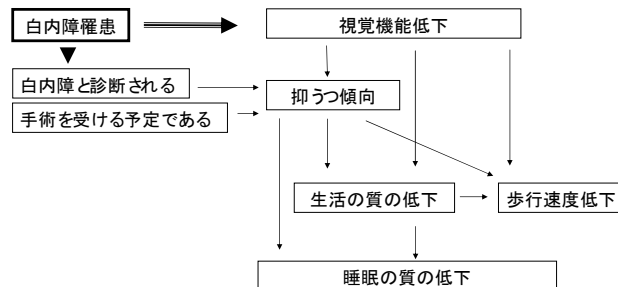 白内障罹患
視覚機能低下
白内障と診断される
抑うつ傾向
手術を受ける予定である
生活の質の低下
歩行速度低下
睡眠の質の低下